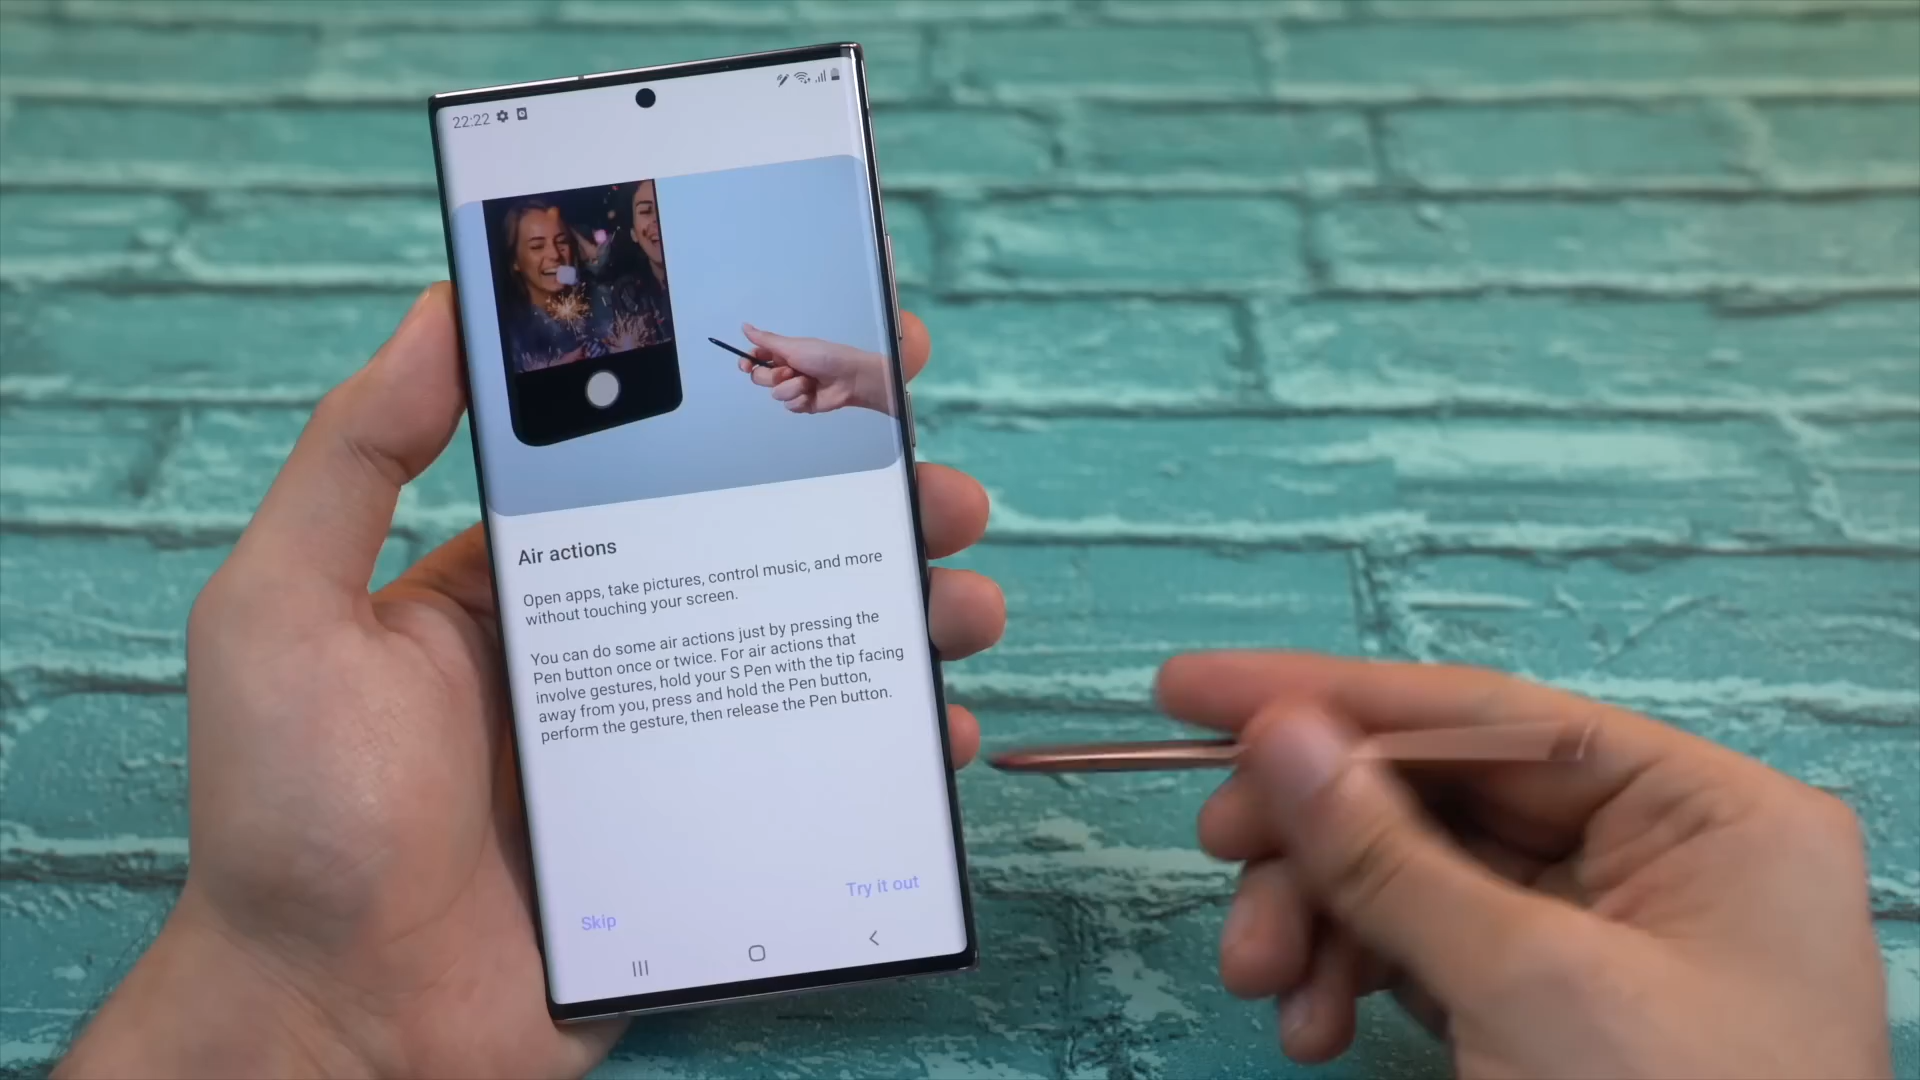 22:22
Air actions
Open apps, take pictures, control music, and more
without touching your screen.
You can do some air actions just by pressing the
Pen button once or twice. For air actions that
involve gestures, hold your S Pen with the tip facing
away from you, press and hold the Pen button,
perform the gesture, then release the Pen button.
Try it out
Skip